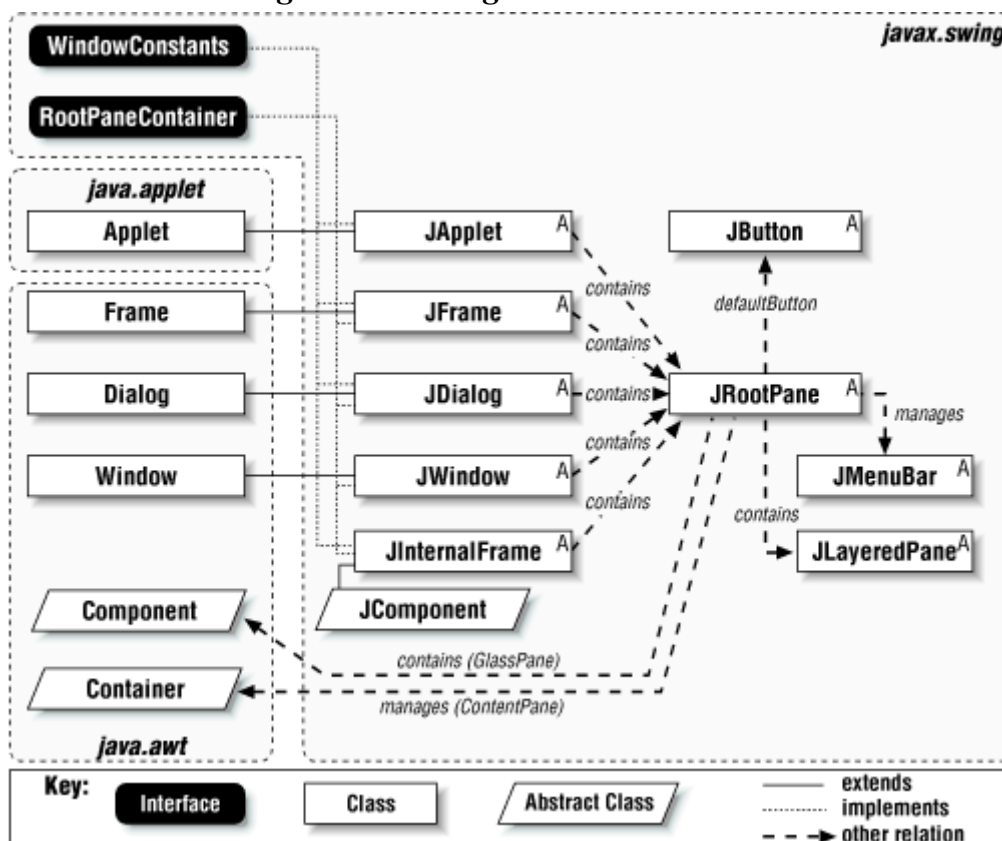 WindowConstants
javax.swing
RootPaneContainer
java.applet
Applet
JApplet A
JButton A
contains
defaultButton
Frame
JFrame A
contains
Dialog
JDialog A
contains
JRootPane A
manages
Window
JWindow A
contains
JMenuBar A
contains
contains
JInternalFrame A
JLayeredPane A
Component
JComponent
contains (GlassPane)
Container
manages (ContentPane)
java.awt
Key:
Interface
Class
Abstract Class
extends
implements
other relation